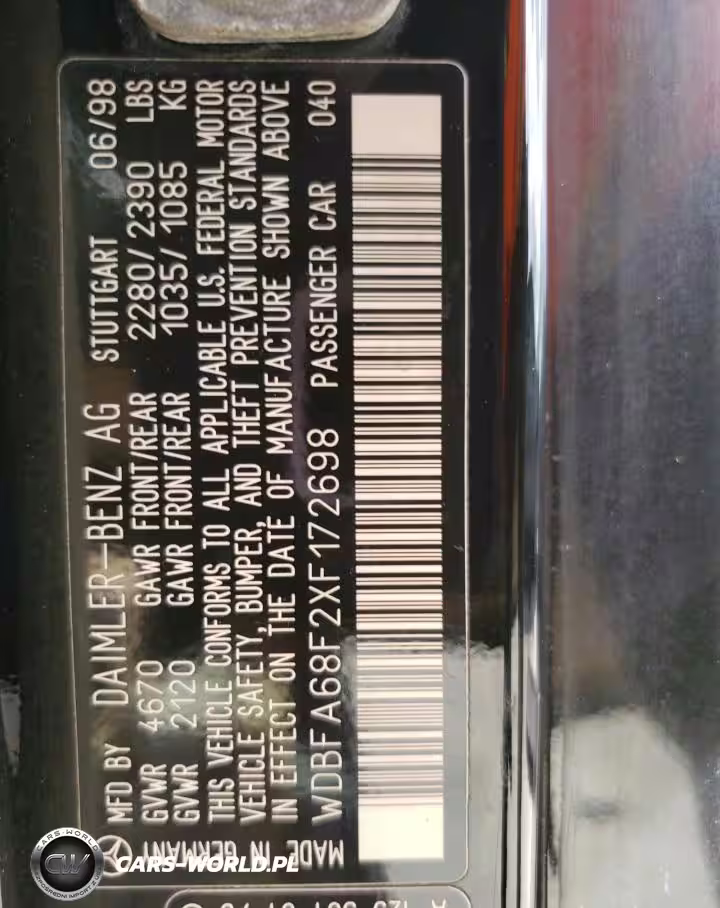 MFD BY DAIMLER-BENZ AG STUTTGART 06/98
GVWR 4670 GAWR FRONT/REAR 2280/2390 LBS
GVWR 2120 GAWR FRONT/REAR 1035/1085 KG
THIS VEHICLE CONFORMS TO ALL APPLICABLE U.S. FEDERAL MOTOR
VEHICLE SAFETY, BUMPER, AND THEFT PREVENTION STANDARDS
IN EFFECT ON THE DATE OF MANUFACTURE SHOWN ABOVE
WDBFA68F2XF172698 PASSENGER CAR 040
MADE IN
GERMANY
CARS-WORLD
CW
CARS-WORLD.PL